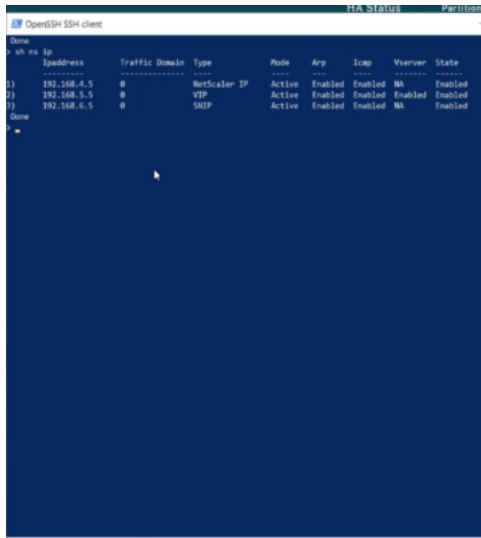 HA Status Partition
OpenSSH SSH client
Done
> sh ns ip
Ipaddress Traffic Domain Type Mode Arp Icmp Vserver State
--------- -------------- ---- ---- --- ---- ------- ------
1) 192.168.4.5 0 NetScaler IP Active Enabled Enabled NA Enabled
2) 192.168.5.5 0 VIP Active Enabled Enabled Enabled Enabled
3) 192.168.6.5 0 SNIP Active Enabled Enabled NA Enabled
Done
>